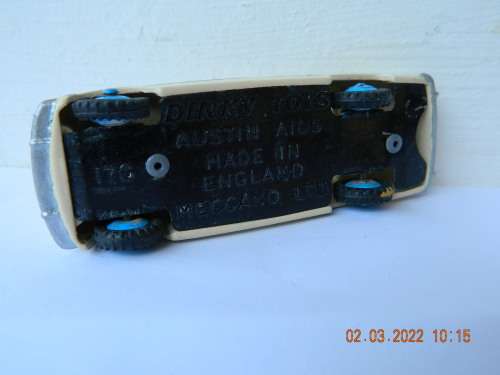 DINKY TOYS
AUSTIN A105
176
MADE IN
ENGLAND
MECCANO LTD
02.03.2022 10:15